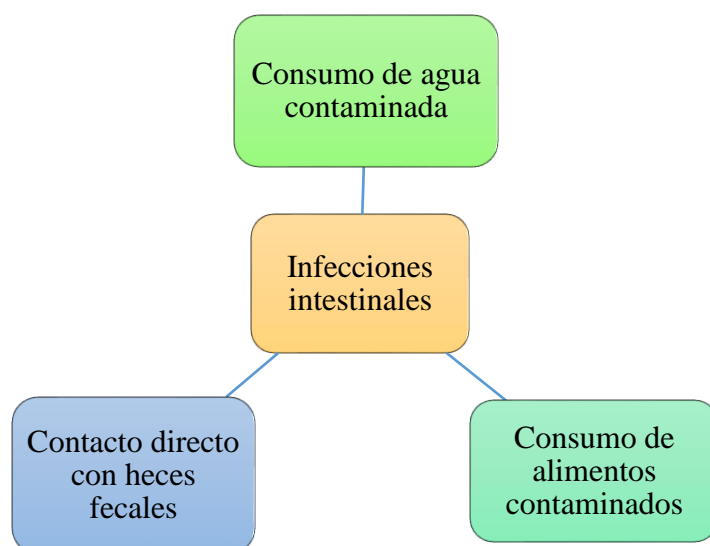 Consumo de agua
contaminada
Infecciones
intestinales
Contacto directo
con heces
fecales
Consumo de
alimentos
contaminados